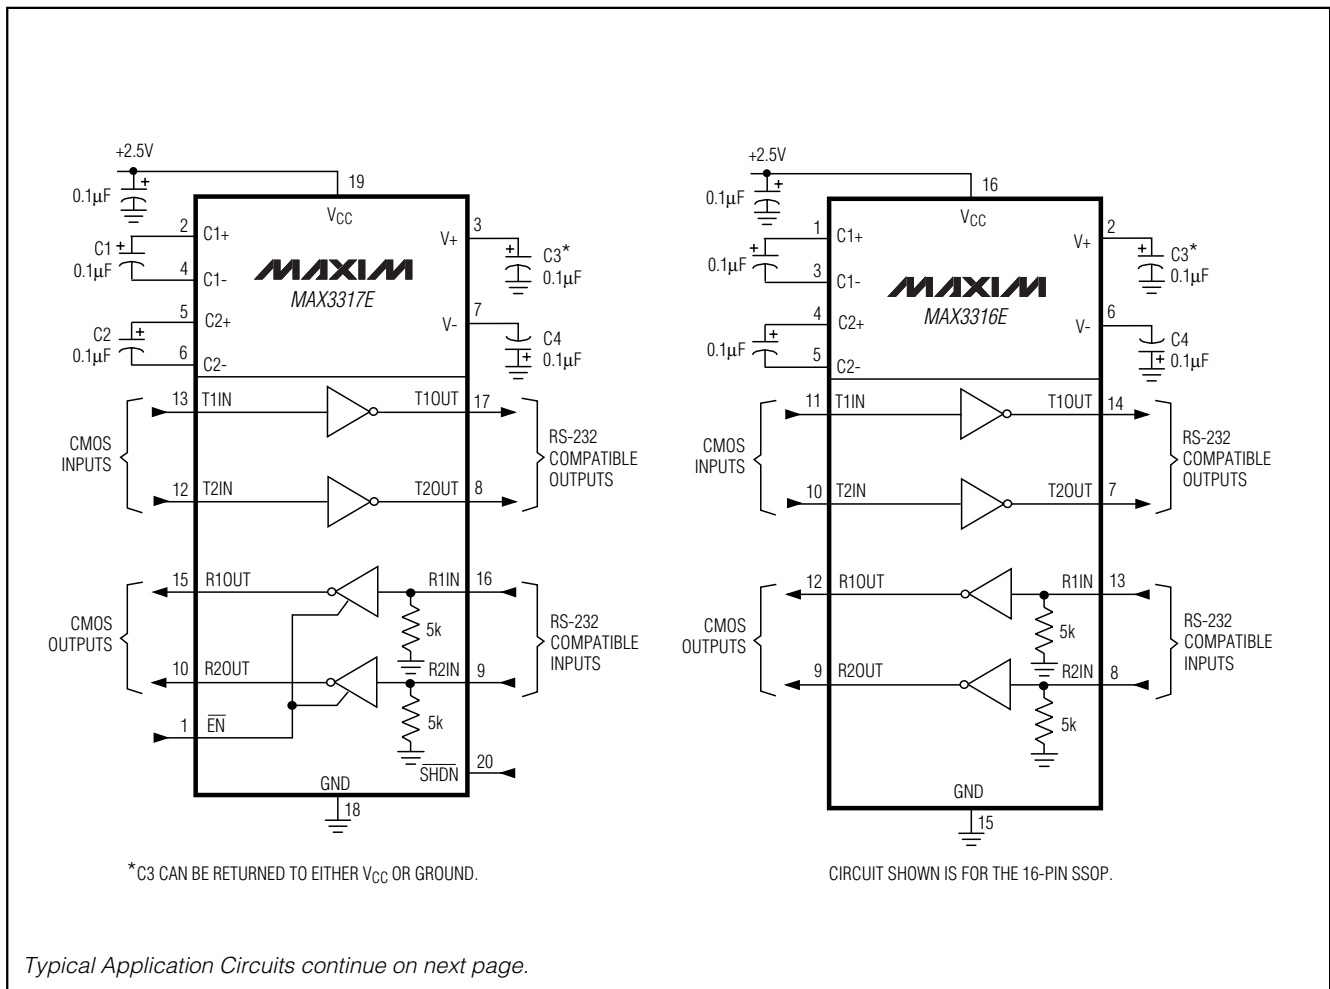 +2.5V
0.1µF
19
VCC
2
C1+
C1
0.1µF
4
C1-
5
C2+
C2
0.1µF
6
C2-
MAXIM
MAX3317E
3
V+
C3*
0.1µF
7
V-
C4
0.1µF
13
T1IN
T1OUT
17
CMOS
INPUTS
RS-232
COMPATIBLE
OUTPUTS
12
T2IN
T2OUT
8
15
R1OUT
R1IN
16
5k
CMOS
OUTPUTS
RS-232
COMPATIBLE
INPUTS
10
R2OUT
R2IN
9
5k
1
EN
SHDN
20
GND
18
*C3 CAN BE RETURNED TO EITHER VCC OR GROUND.
+2.5V
0.1µF
16
VCC
1
C1+
0.1µF
3
C1-
4
C2+
0.1µF
5
C2-
MAXIM
MAX3316E
2
V+
C3*
0.1µF
6
V-
C4
0.1µF
11
T1IN
T1OUT
14
CMOS
INPUTS
RS-232
COMPATIBLE
OUTPUTS
10
T2IN
T2OUT
7
12
R1OUT
R1IN
13
5k
CMOS
OUTPUTS
RS-232
COMPATIBLE
INPUTS
9
R2OUT
R2IN
8
5k
GND
15
CIRCUIT SHOWN IS FOR THE 16-PIN SSOP.
Typical Application Circuits continue on next page.